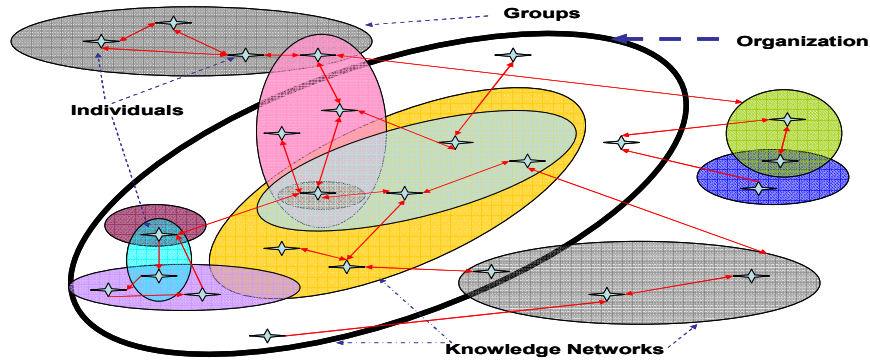 Groups
Organization
Individuals
Knowledge Networks